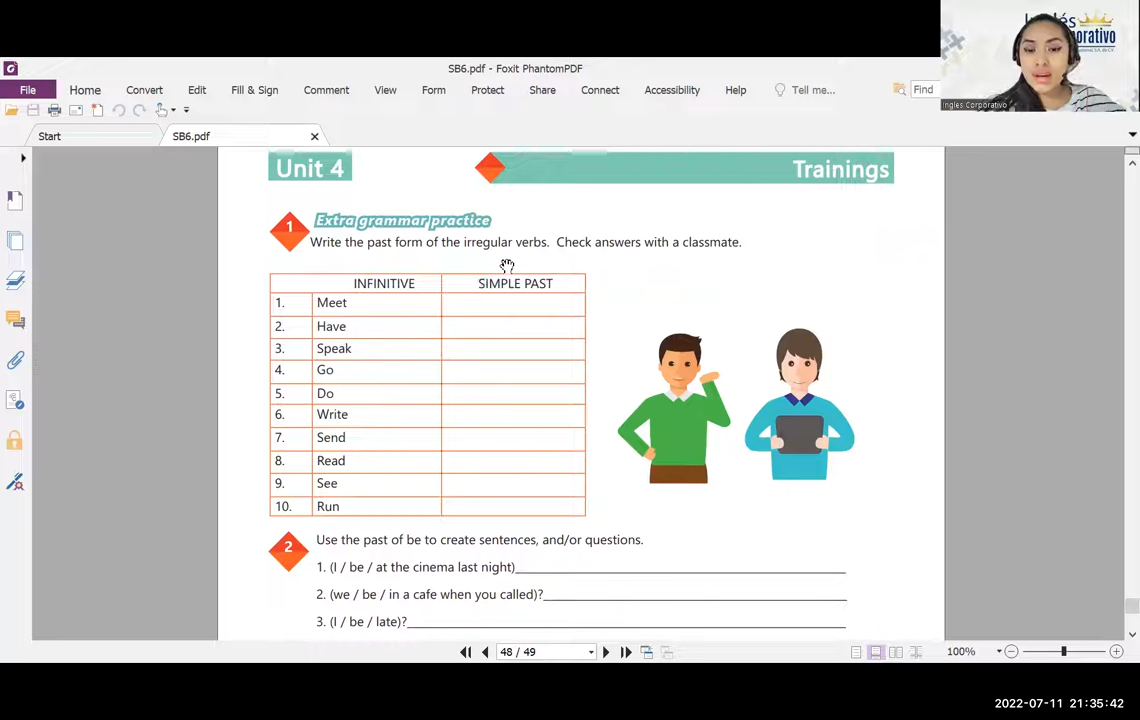 Inglés
Corporativo
Ingles Corporativo
SB6.pdf - Foxit PhantomPDF
File Home Convert Edit Fill & Sign Comment View Form Protect Share Connect Accessibility Help Tell me... Find
Start SB6.pdf
Unit 4 Trainings
1 Extra grammar practice
Write the past form of the irregular verbs. Check answers with a classmate.
INFINITIVE SIMPLE PAST
1. Meet
2. Have
3. Speak
4. Go
5. Do
6. Write
7. Send
8. Read
9. See
10. Run
2 Use the past of be to create sentences, and/or questions.
1. (I / be / at the cinema last night)
2. (we / be / in a cafe when you called)?
3. (I / be / late)?
48 / 49 100%
2022-07-11 21:35:42